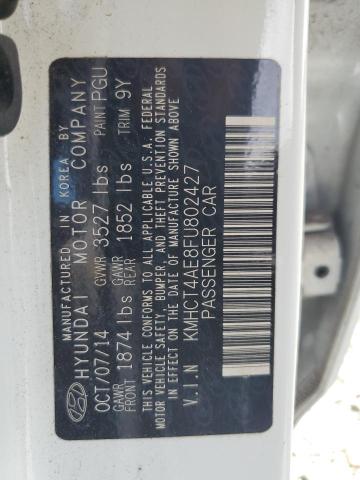 MANUFACTURED IN KOREA BY
HYUNDAI MOTOR COMPANY
OCT/07/14 GVWR 3527 lbs PAINT PGU
GAWR FRONT 1874 lbs GAWR REAR 1852 lbs TRIM 9Y
THIS VEHICLE CONFORMS TO ALL APPLICABLE U.S.A. FEDERAL
MOTOR VEHICLE SAFETY, BUMPER, AND THEFT PREVENTION STANDARDS
IN EFFECT ON THE DATE OF MANUFACTURE SHOWN ABOVE.
V.I.N KMHCT4AE8FU802427
PASSENGER CAR